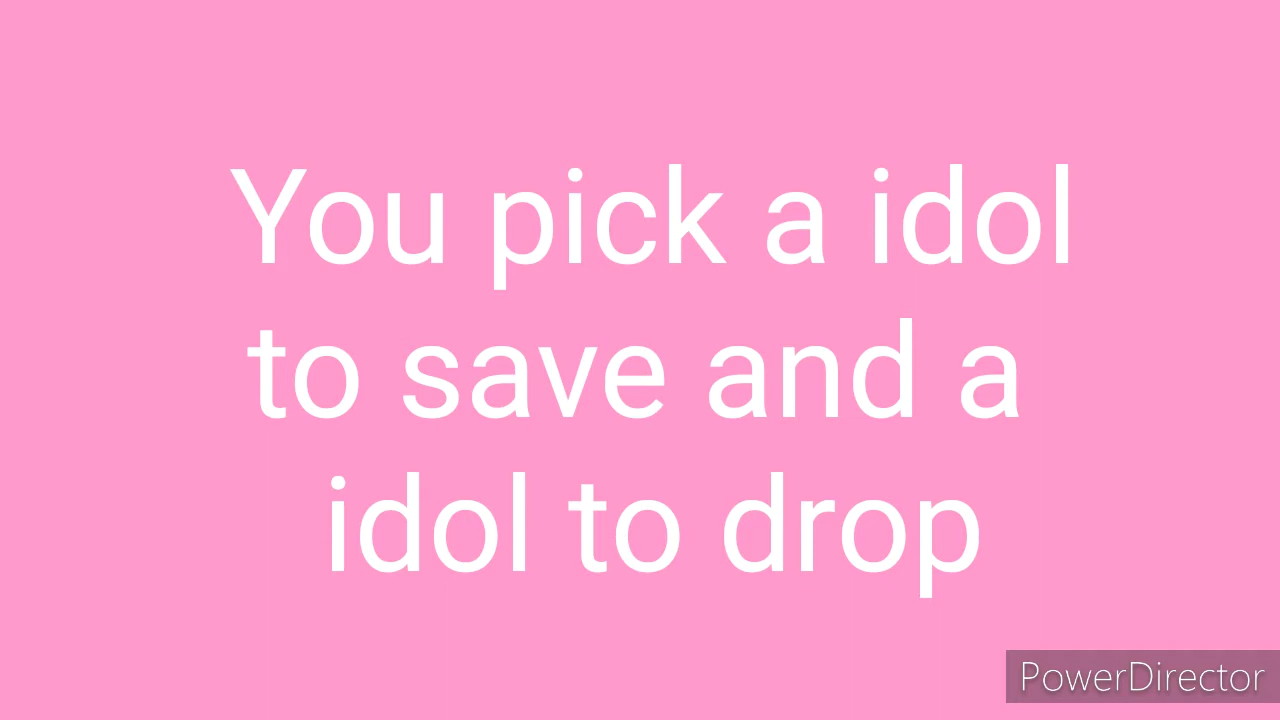 You pick a idol
to save and a
idol to drop
PowerDirector